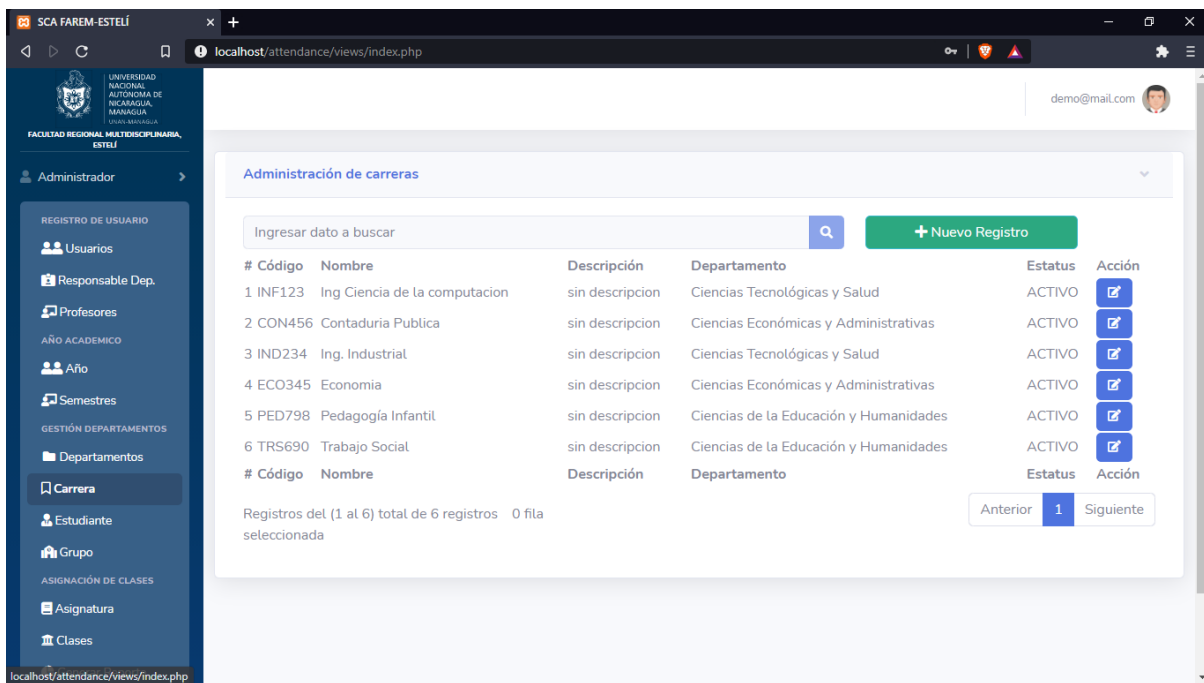 SCA FAREM-ESTELÍ
localhost/attendance/views/index.php
UNIVERSIDAD
NACIONAL
AUTÓNOMA DE
NICARAGUA,
MANAGUA
UNAN-MANAGUA
FACULTAD REGIONAL MULTIDISCIPLINARIA,
ESTELÍ
demo@mail.com
Administrador
REGISTRO DE USUARIO
Usuarios
Responsable Dep.
Profesores
AÑO ACADEMICO
Año
Semestres
GESTIÓN DEPARTAMENTOS
Departamentos
Carrera
Estudiante
Grupo
ASIGNACIÓN DE CLASES
Asignatura
Clases
localhost/attendance/views/index.php
Administración de carreras
Ingresar dato a buscar
Nuevo Registro
# Código Nombre Descripción Departamento Estatus Acción
1 INF123 Ing Ciencia de la computacion sin descripcion Ciencias Tecnológicas y Salud ACTIVO
2 CON456 Contaduria Publica sin descripcion Ciencias Económicas y Administrativas ACTIVO
3 IND234 Ing. Industrial sin descripcion Ciencias Tecnológicas y Salud ACTIVO
4 ECO345 Economia sin descripcion Ciencias Económicas y Administrativas ACTIVO
5 PED798 Pedagogía Infantil sin descripcion Ciencias de la Educación y Humanidades ACTIVO
6 TRS690 Trabajo Social sin descripcion Ciencias de la Educación y Humanidades ACTIVO
# Código Nombre Descripción Departamento Estatus Acción
Registros del (1 al 6) total de 6 registros 0 fila
seleccionada
Anterior 1 Siguiente